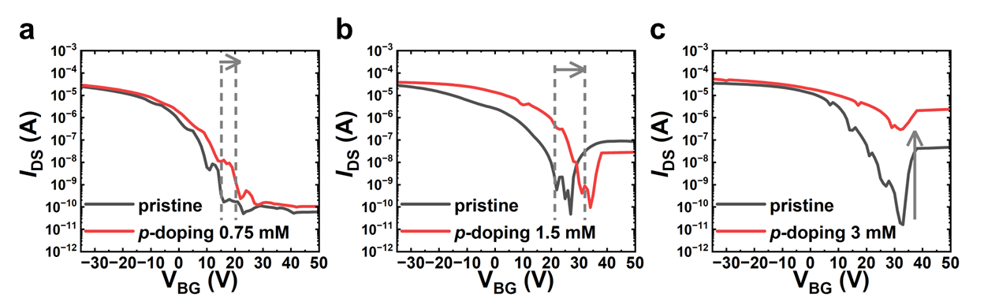 a
10⁻³
10⁻⁴
10⁻⁵
10⁻⁶
10⁻⁷
10⁻⁸
10⁻⁹
10⁻¹⁰
10⁻¹¹
10⁻¹²
I_DS (A)
pristine
p-doping 0.75 mM
−30 −20 −10 0 10 20 30 40 50
V_BG (V)
b
10⁻³
10⁻⁴
10⁻⁵
10⁻⁶
10⁻⁷
10⁻⁸
10⁻⁹
10⁻¹⁰
10⁻¹¹
10⁻¹²
I_DS (A)
pristine
p-doping 1.5 mM
−30 −20 −10 0 10 20 30 40 50
V_BG (V)
c
10⁻³
10⁻⁴
10⁻⁵
10⁻⁶
10⁻⁷
10⁻⁸
10⁻⁹
10⁻¹⁰
10⁻¹¹
10⁻¹²
I_DS (A)
pristine
p-doping 3 mM
−30 −20 −10 0 10 20 30 40 50
V_BG (V)